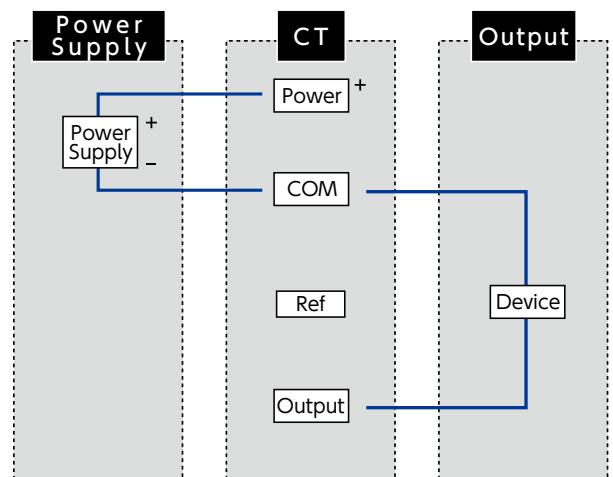 Power
Supply
CT
Output
Power +
Power
Supply
+
−
COM
Ref
Device
Output